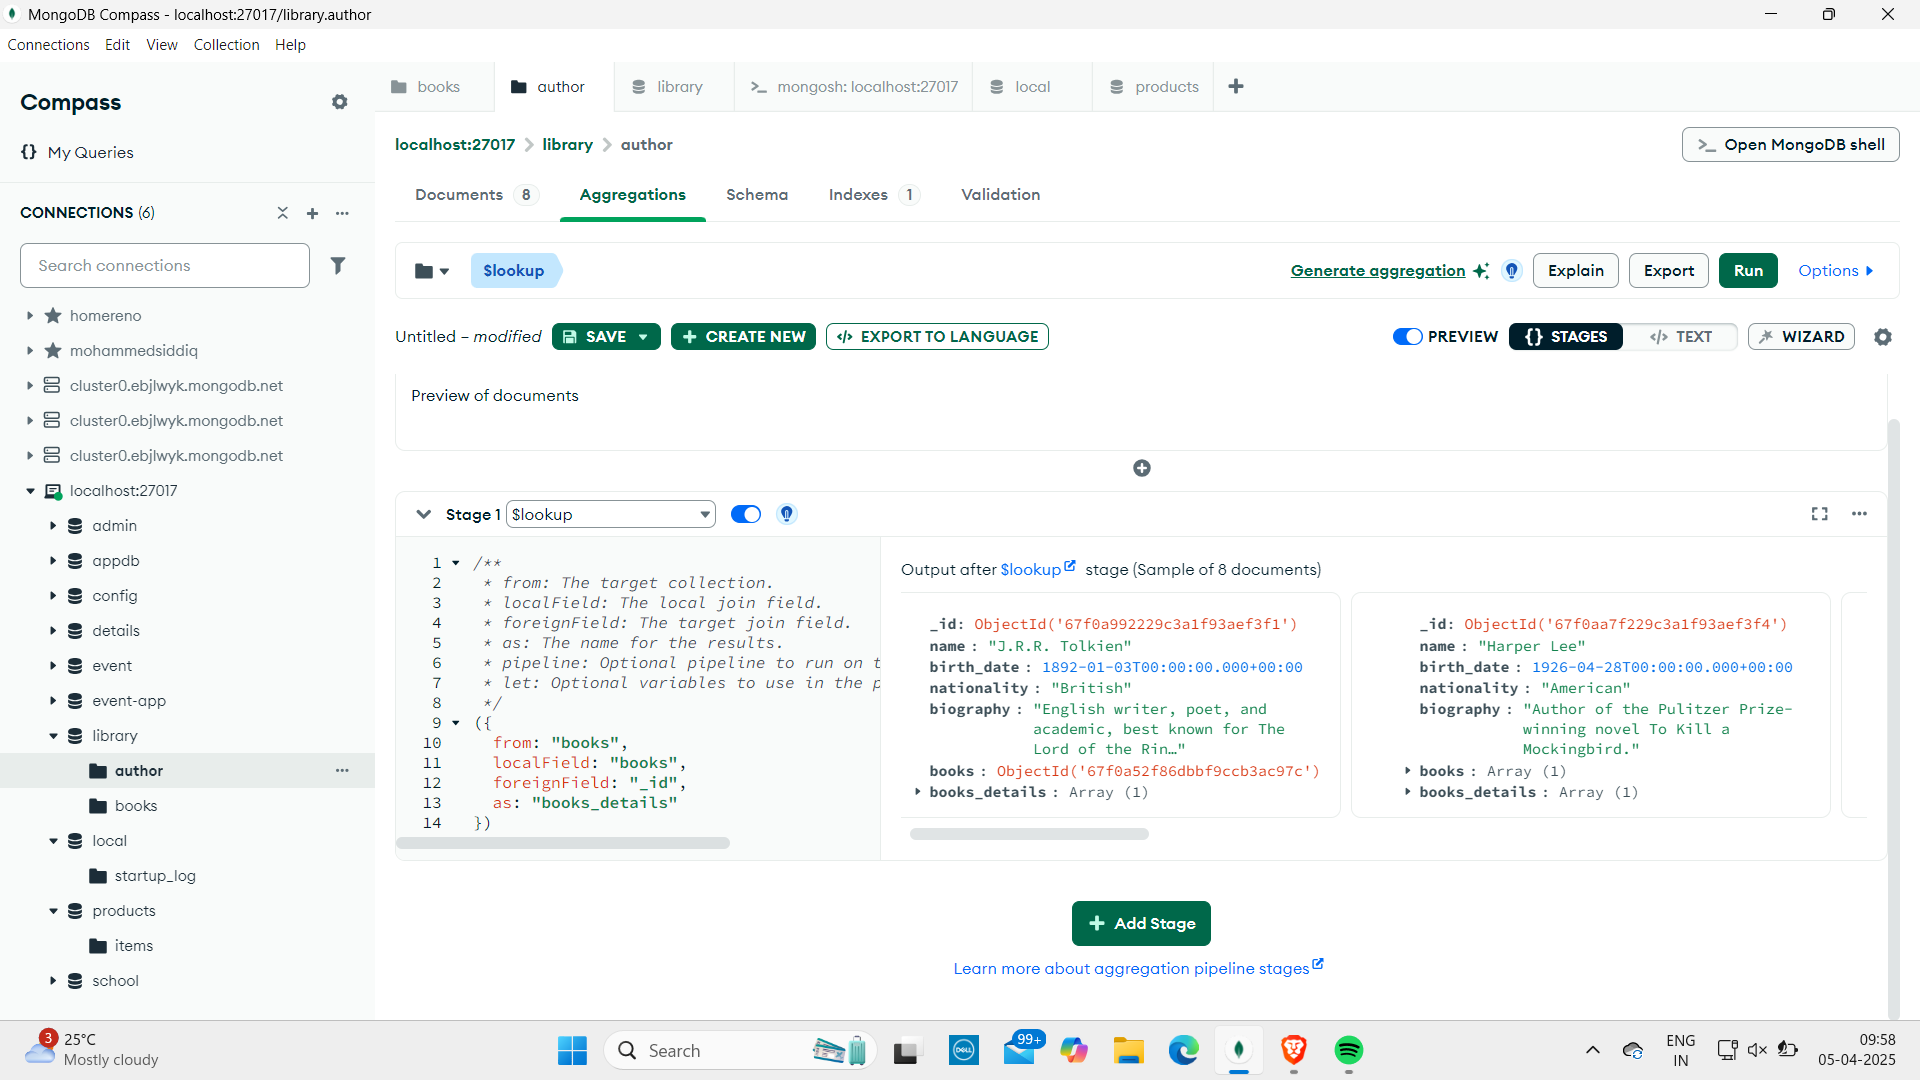 MongoDB Compass - localhost:27017/library.author
Connections Edit View Collection Help
Compass
My Queries
CONNECTIONS (6)
Search connections
homereno
mohammedsiddiq
cluster0.ebjlwyk.mongodb.net
cluster0.ebjlwyk.mongodb.net
cluster0.ebjlwyk.mongodb.net
localhost:27017
admin
appdb
config
details
event
event-app
library
author
books
local
startup_log
products
items
school
books author library mongosh: localhost:27017 local products
localhost:27017 library author
Open MongoDB shell
Documents 8 Aggregations Schema Indexes 1 Validation
$lookup
Generate aggregation Explain Export Run Options
Untitled – modified SAVE CREATE NEW EXPORT TO LANGUAGE
PREVIEW {} STAGES </> TEXT WIZARD
Preview of documents
Stage 1 $lookup
1 /**
2 * from: The target collection.
3 * localField: The local join field.
4 * foreignField: The target join field.
5 * as: The name for the results.
6 * pipeline: Optional pipeline to run on t
7 * let: Optional variables to use in the p
8 */
9 ({
10 from: "books",
11 localField: "books",
12 foreignField: "_id",
13 as: "books_details"
14 })
Output after $lookup stage (Sample of 8 documents)
_id: ObjectId('67f0a992229c3a1f93aef3f1')
name : "J.R.R. Tolkien"
birth_date : 1892-01-03T00:00:00.000+00:00
nationality : "British"
biography : "English writer, poet, and
academic, best known for The
Lord of the Rin…"
books : ObjectId('67f0a52f86dbbf9ccb3ac97c')
books_details : Array (1)
_id: ObjectId('67f0aa7f229c3a1f93aef3f4')
name : "Harper Lee"
birth_date : 1926-04-28T00:00:00.000+00:00
nationality : "American"
biography : "Author of the Pulitzer Prize-
winning novel To Kill a
Mockingbird."
books : Array (1)
books_details : Array (1)
Add Stage
Learn more about aggregation pipeline stages
3
25°C
Mostly cloudy
Search
DELL
99+
ENG
IN
09:58
05-04-2025